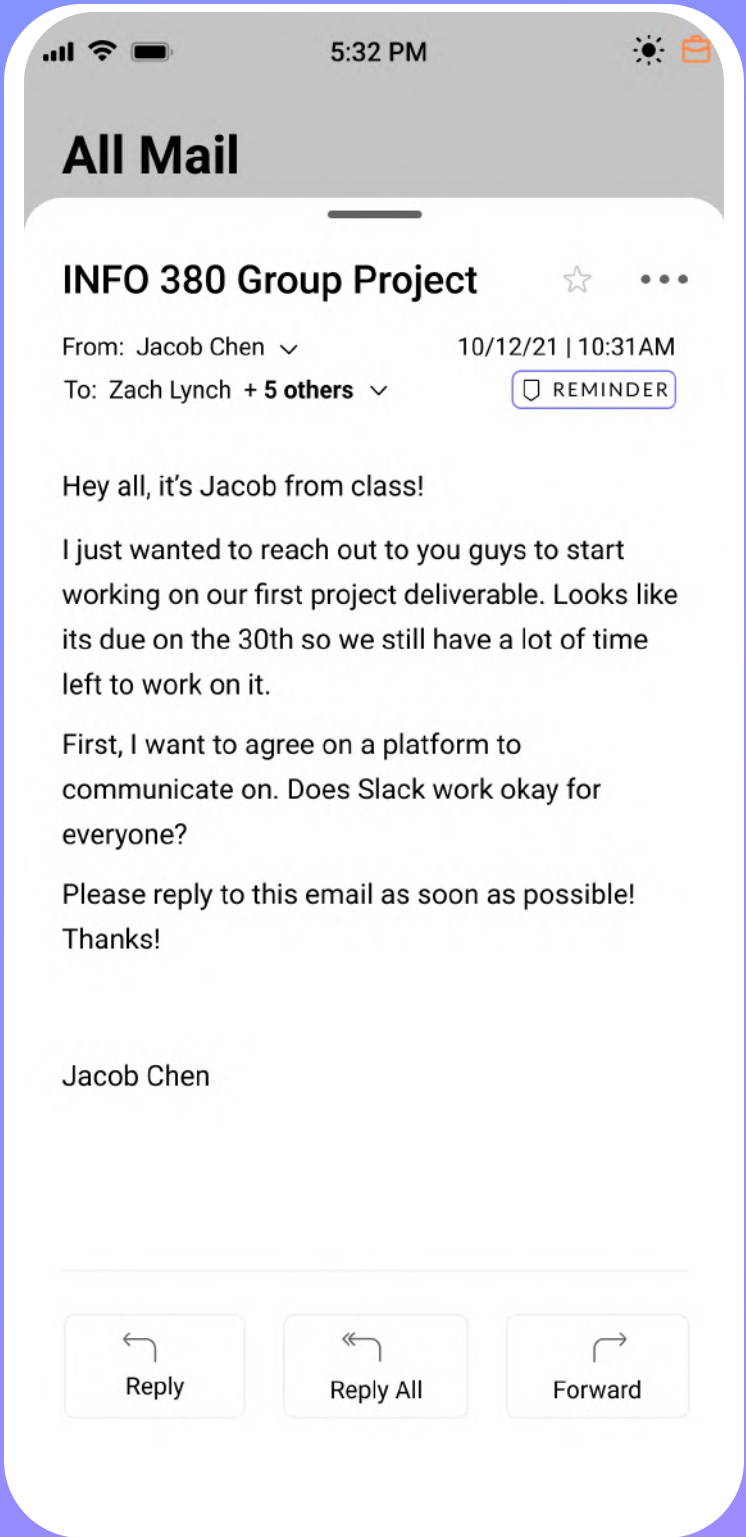 5:32 PM
All Mail
INFO 380 Group Project
From: Jacob Chen 10/12/21 | 10:31AM
To: Zach Lynch + 5 others REMINDER
Hey all, it's Jacob from class!
I just wanted to reach out to you guys to start
working on our first project deliverable. Looks like
its due on the 30th so we still have a lot of time
left to work on it.
First, I want to agree on a platform to
communicate on. Does Slack work okay for
everyone?
Please reply to this email as soon as possible!
Thanks!
Jacob Chen
Reply Reply All Forward